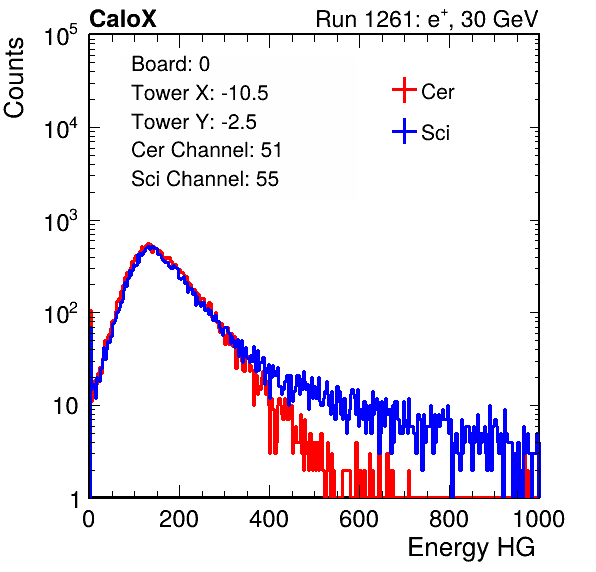 CaloX Run 1261: e+, 30 GeV
Counts
10^5
10^4
10^3
10^2
10
1
Board: 0
Tower X: -10.5
Tower Y: -2.5
Cer Channel: 51
Sci Channel: 55
Cer
Sci
0 200 400 600 800 1000
Energy HG